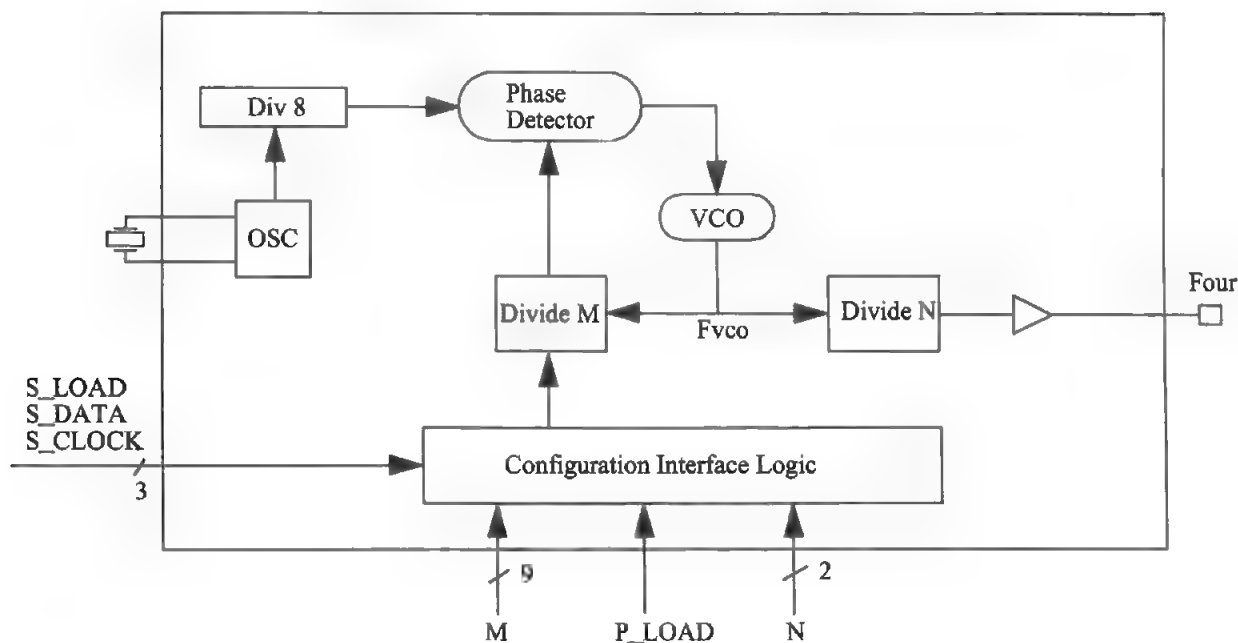 Div 8
Phase
Detector
OSC
VCO
Divide M
Fvco
Divide N
Four
S_LOAD
S_DATA
S_CLOCK
3
Configuration Interface Logic
9
2
M
P_LOAD
N